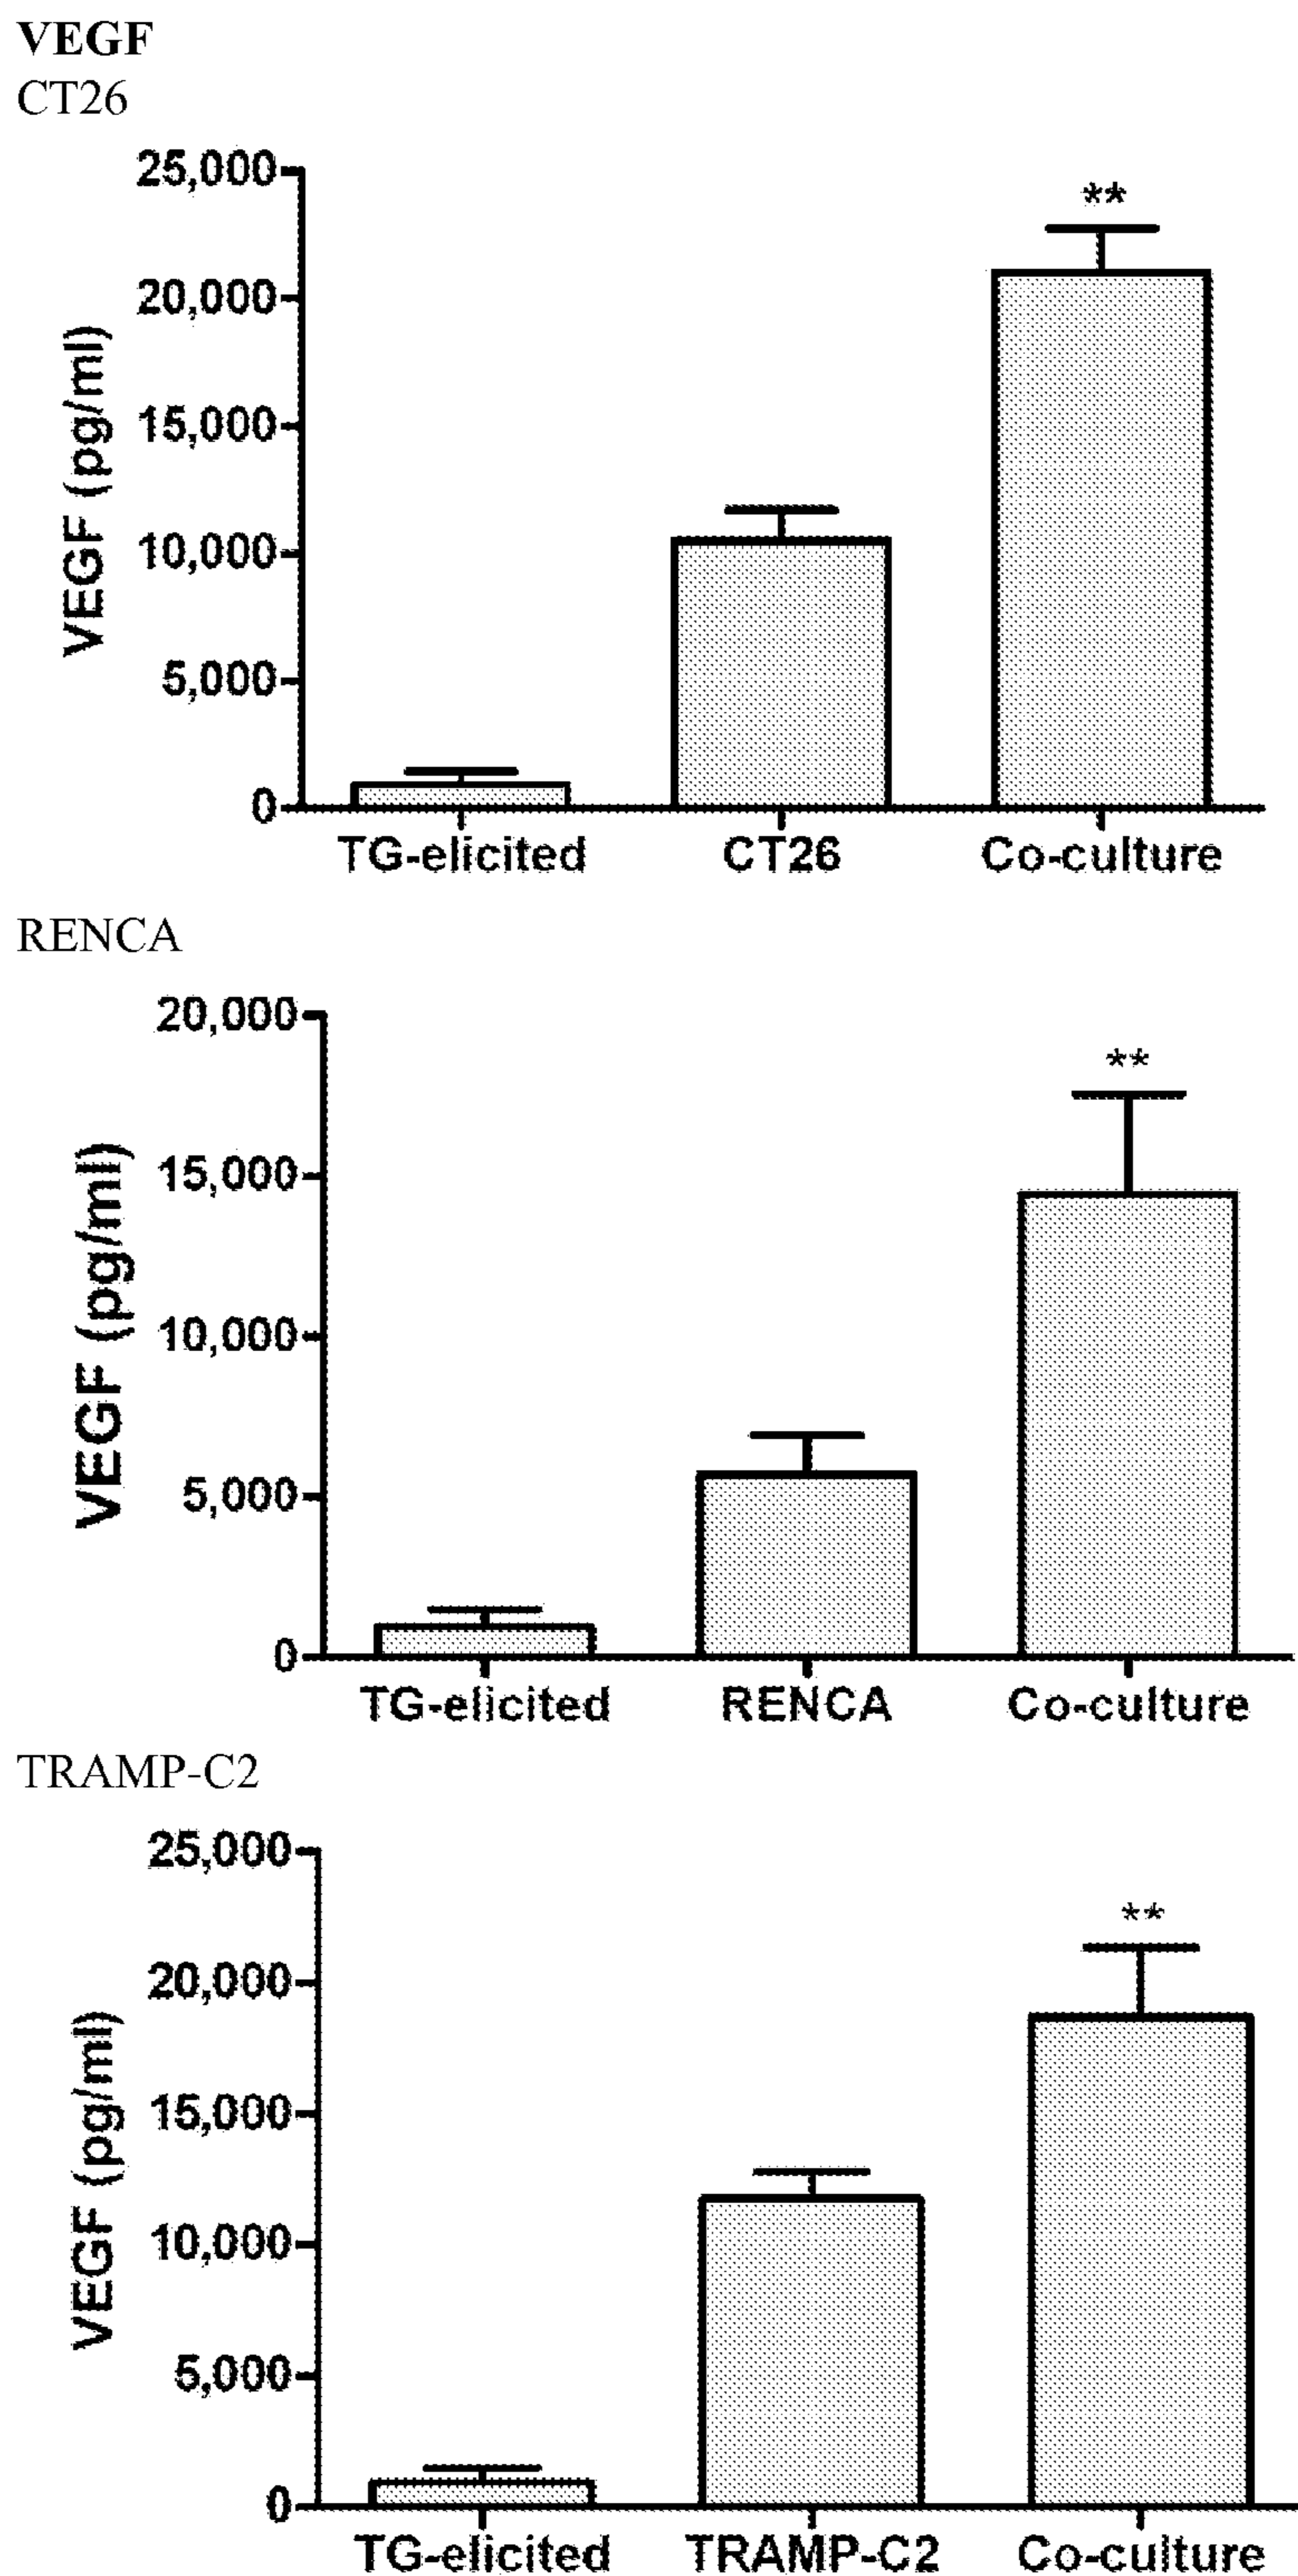 VEGF
CT26
VEGF (pg/ml)
25,000
20,000
15,000
10,000
5,000
0
**
TG-elicited CT26 Co-culture
RENCA
VEGF (pg/ml)
20,000
15,000
10,000
5,000
0
**
TG-elicited RENCA Co-culture
TRAMP-C2
VEGF (pg/ml)
25,000
20,000
15,000
10,000
5,000
0
**
TG-elicited TRAMP-C2 Co-culture